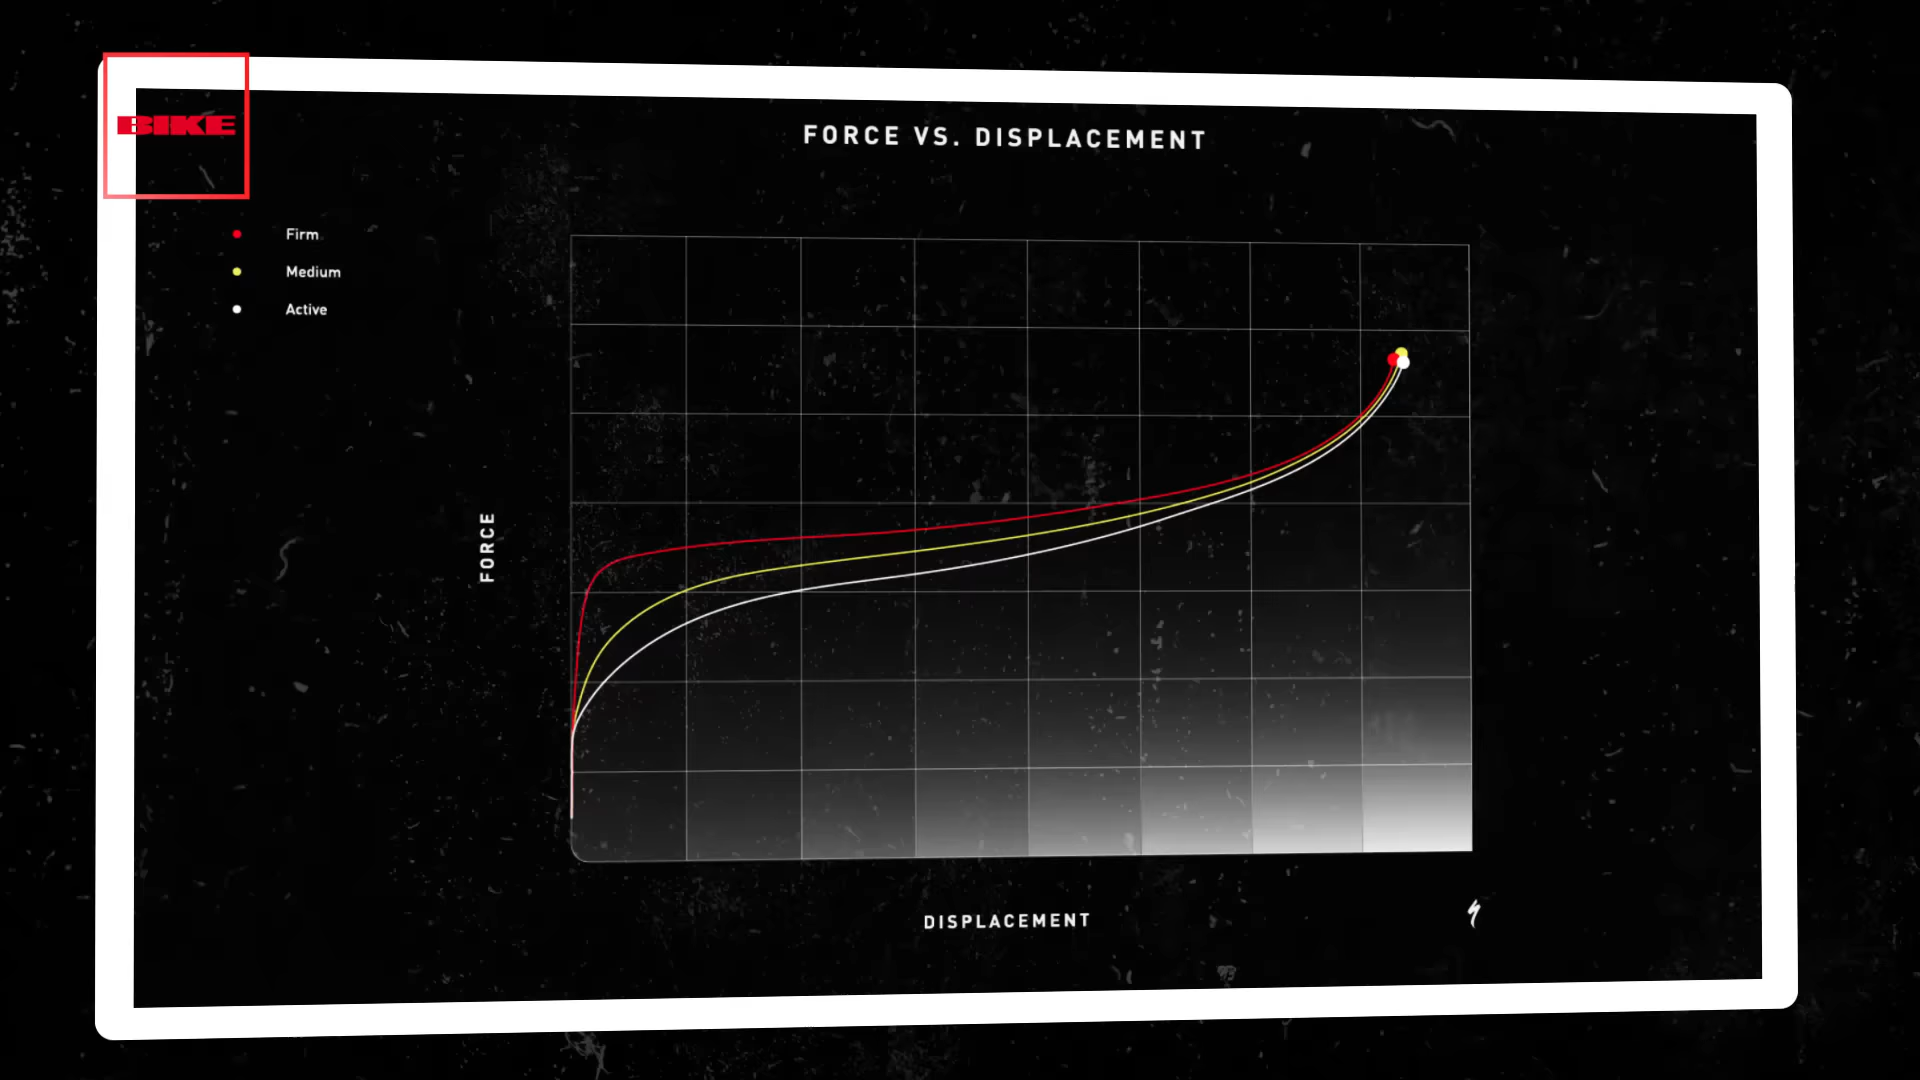 BIKE
FORCE VS. DISPLACEMENT
Firm
Medium
Active
FORCE
DISPLACEMENT